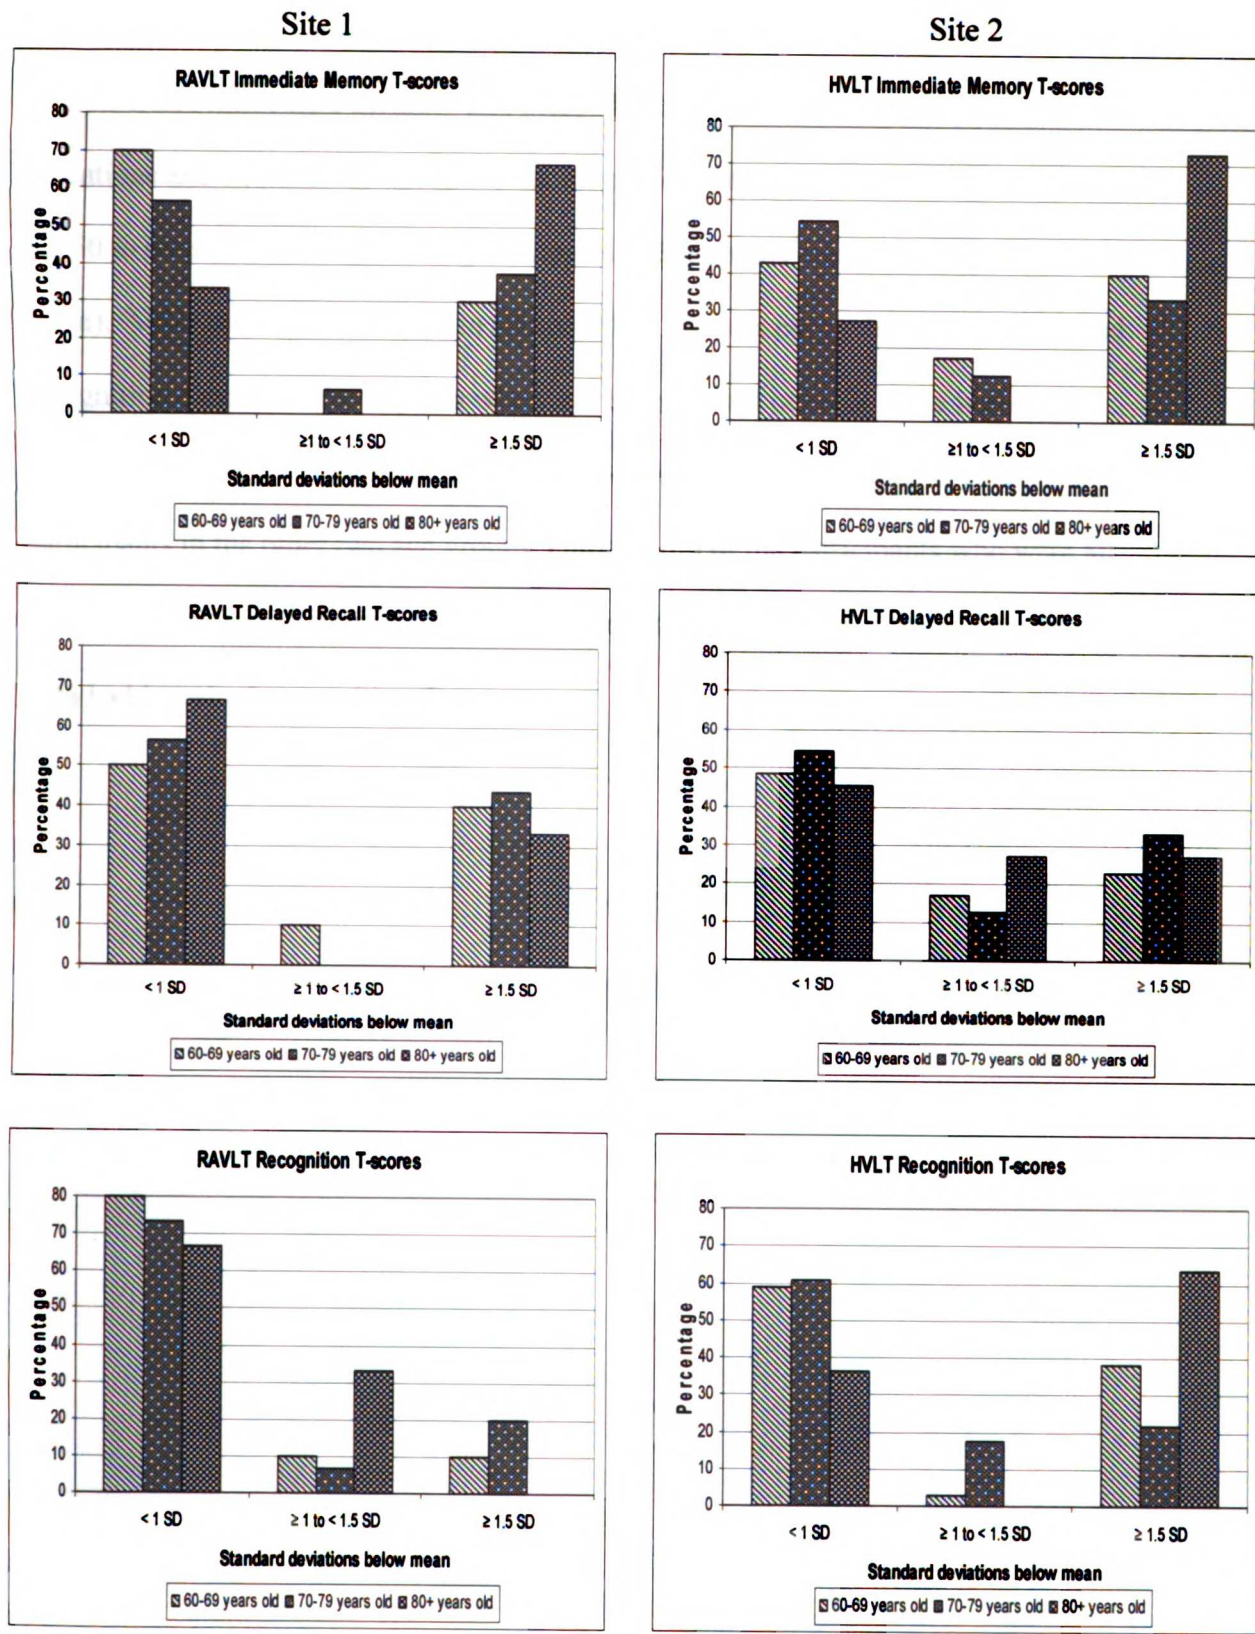 Site 1
Site 2
RAVLT Immediate Memory T-scores
80
70
60
50
40
30
20
10
0
Percentage
< 1 SD
≥1 to < 1.5 SD
≥ 1.5 SD
Standard deviations below mean
60-69 years old 70-79 years old 80+ years old
HVLT Immediate Memory T-scores
80
70
60
50
40
30
20
10
0
Percentage
< 1 SD
≥1 to < 1.5 SD
≥ 1.5 SD
Standard deviations below mean
60-69 years old 70-79 years old 80+ years old
RAVLT Delayed Recall T-scores
80
70
60
50
40
30
20
10
0
Percentage
< 1 SD
≥ 1 to < 1.5 SD
≥ 1.5 SD
Standard deviations below mean
60-69 years old 70-79 years old 80+ years old
HVLT Delayed Recall T-scores
80
70
60
50
40
30
20
10
0
Percentage
< 1 SD
≥ 1 to < 1.5 SD
≥ 1.5 SD
Standard deviations below mean
60-69 years old 70-79 years old 80+ years old
RAVLT Recognition T-scores
80
70
60
50
40
30
20
10
0
Percentage
< 1 SD
≥ 1 to < 1.5 SD
≥ 1.5 SD
Standard deviations below mean
60-69 years old 70-79 years old 80+ years old
HVLT Recognition T-scores
80
70
60
50
40
30
20
10
0
Percentage
< 1 SD
≥ 1 to < 1.5 SD
≥ 1.5 SD
Standard deviations below mean
60-69 years old 70-79 years old 80+ years old